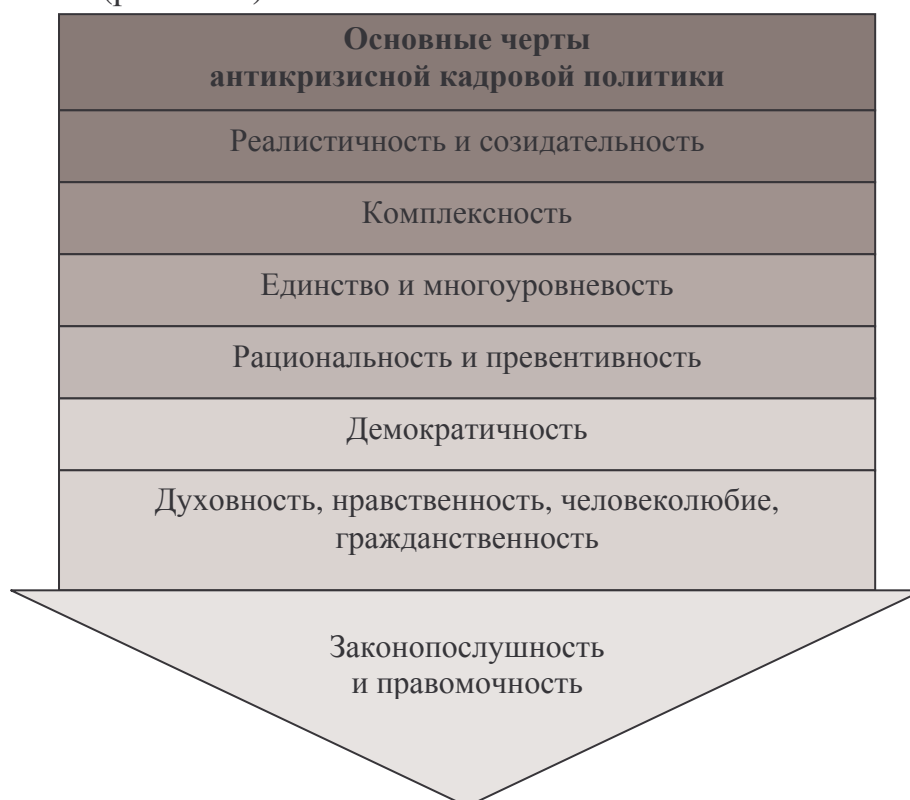 Основные черты
антикризисной кадровой политики
Реалистичность и созидательность
Комплексность
Единство и многоуровневость
Рациональность и превентивность
Демократичность
Духовность, нравственность, человеколюбие,
гражданственность
Законопослушность
и правомочность